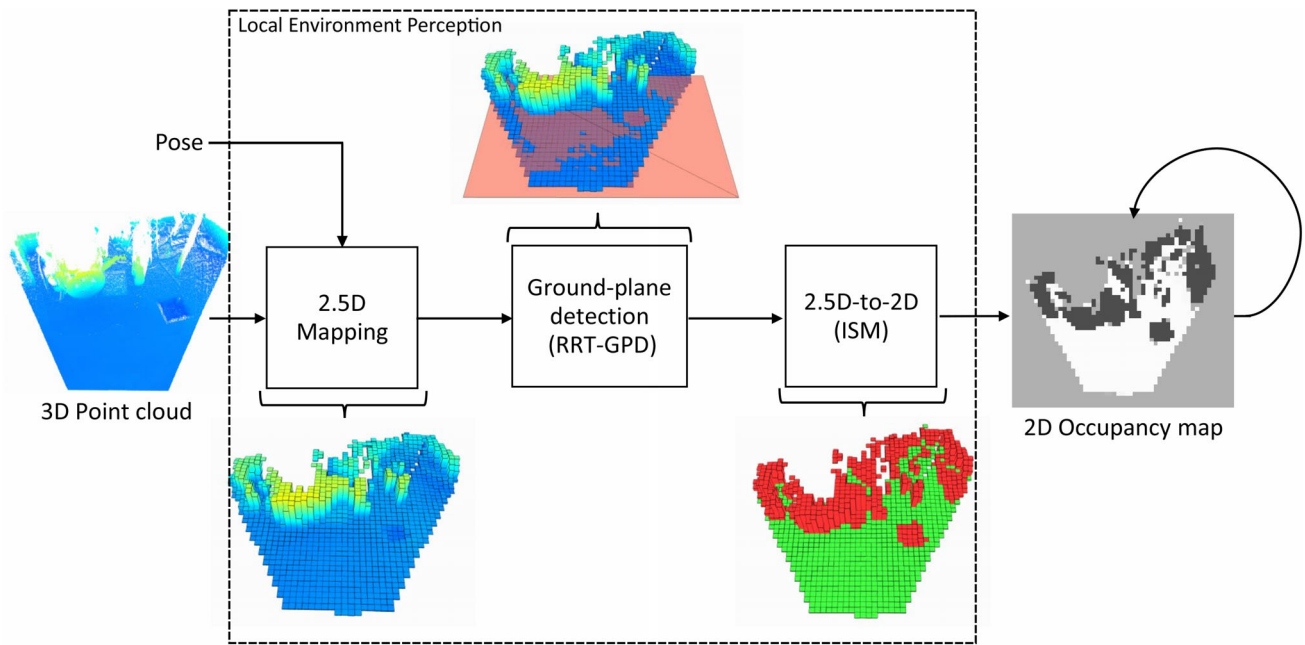 Local Environment Perception
Pose
3D Point cloud
2.5D
Mapping
Ground-plane
detection
(RRT-GPD)
2.5D-to-2D
(ISM)
2D Occupancy map